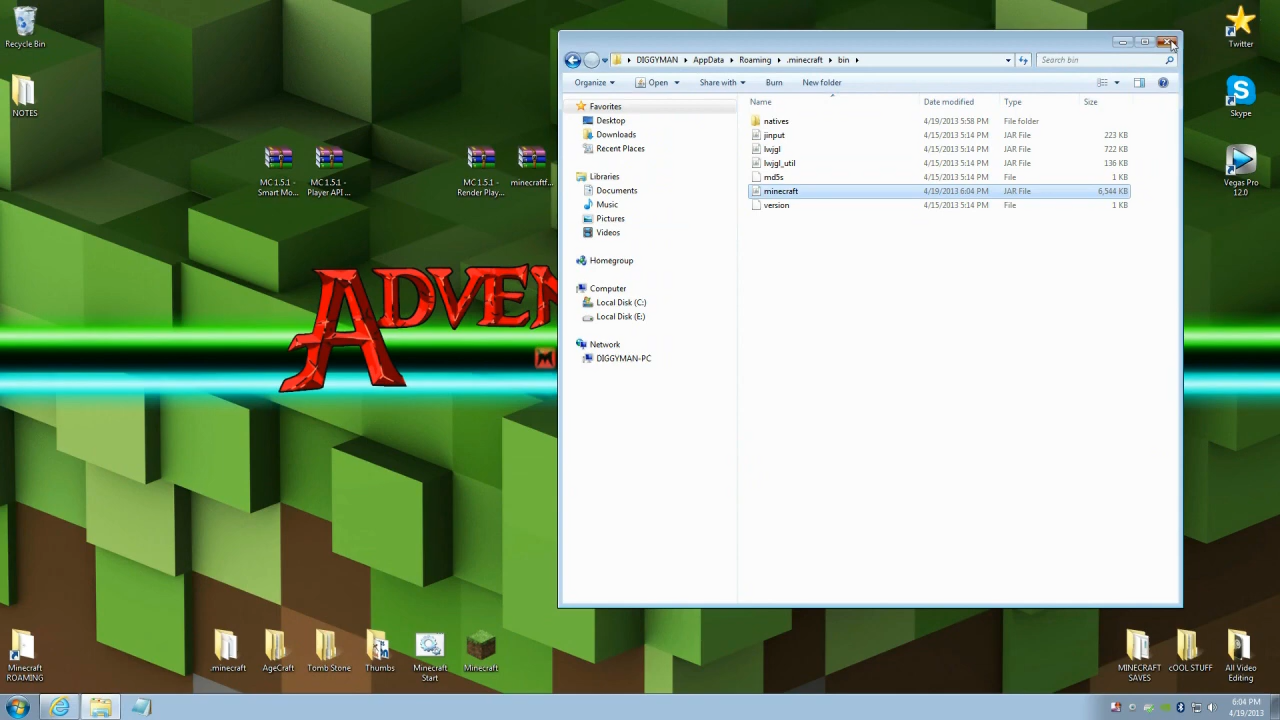 Recycle Bin
NOTES
MC 1.5.1 - Smart Mo...
MC 1.5.1 - Player API ...
MC 1.5.1 - Render Play...
minecraftf...
Twitter
Skype
Vegas Pro 12.0
DIGGYMAN AppData Roaming .minecraft bin
Search bin
Organize Open Share with Burn New folder
Favorites
Desktop
Downloads
Recent Places
Libraries
Documents
Music
Pictures
Videos
Homegroup
Computer
Local Disk (C:)
Local Disk (E:)
Network
DIGGYMAN-PC
Name Date modified Type Size
natives 4/19/2013 5:58 PM File folder
jinput 4/15/2013 5:14 PM JAR File 223 KB
lwjgl 4/15/2013 5:14 PM JAR File 722 KB
lwjgl_util 4/15/2013 5:14 PM JAR File 136 KB
md5s 4/15/2013 5:14 PM File 1 KB
minecraft 4/19/2013 6:04 PM JAR File 6,544 KB
version 4/15/2013 5:14 PM File 1 KB
ADVEN
Minecraft ROAMING
.minecraft
AgeCraft
Tomb Stone
Thumbs
Minecraft Start
Minecraft
MINECRAFT SAVES
cOOL STUFF
All Video Editing
6:04 PM
4/19/2013